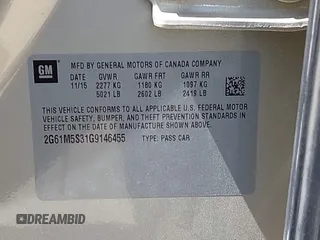 GM
MFD BY GENERAL MOTORS OF CANADA COMPANY
11/15 GVWR GAWR FRT GAWR RR
2277 KG 1180 KG 1097 KG
5021 LB 2602 LB 2419 LB
THIS VEHICLE CONFORMS TO ALL APPLICABLE U.S. FEDERAL MOTOR
VEHICLE SAFETY, BUMPER, AND THEFT PREVENTION STANDARDS
IN EFFECT ON THE DATE OF MANUFACTURE SHOWN ABOVE.
2G61M5S31G9146455 TYPE: PASS CAR
DREAMBID